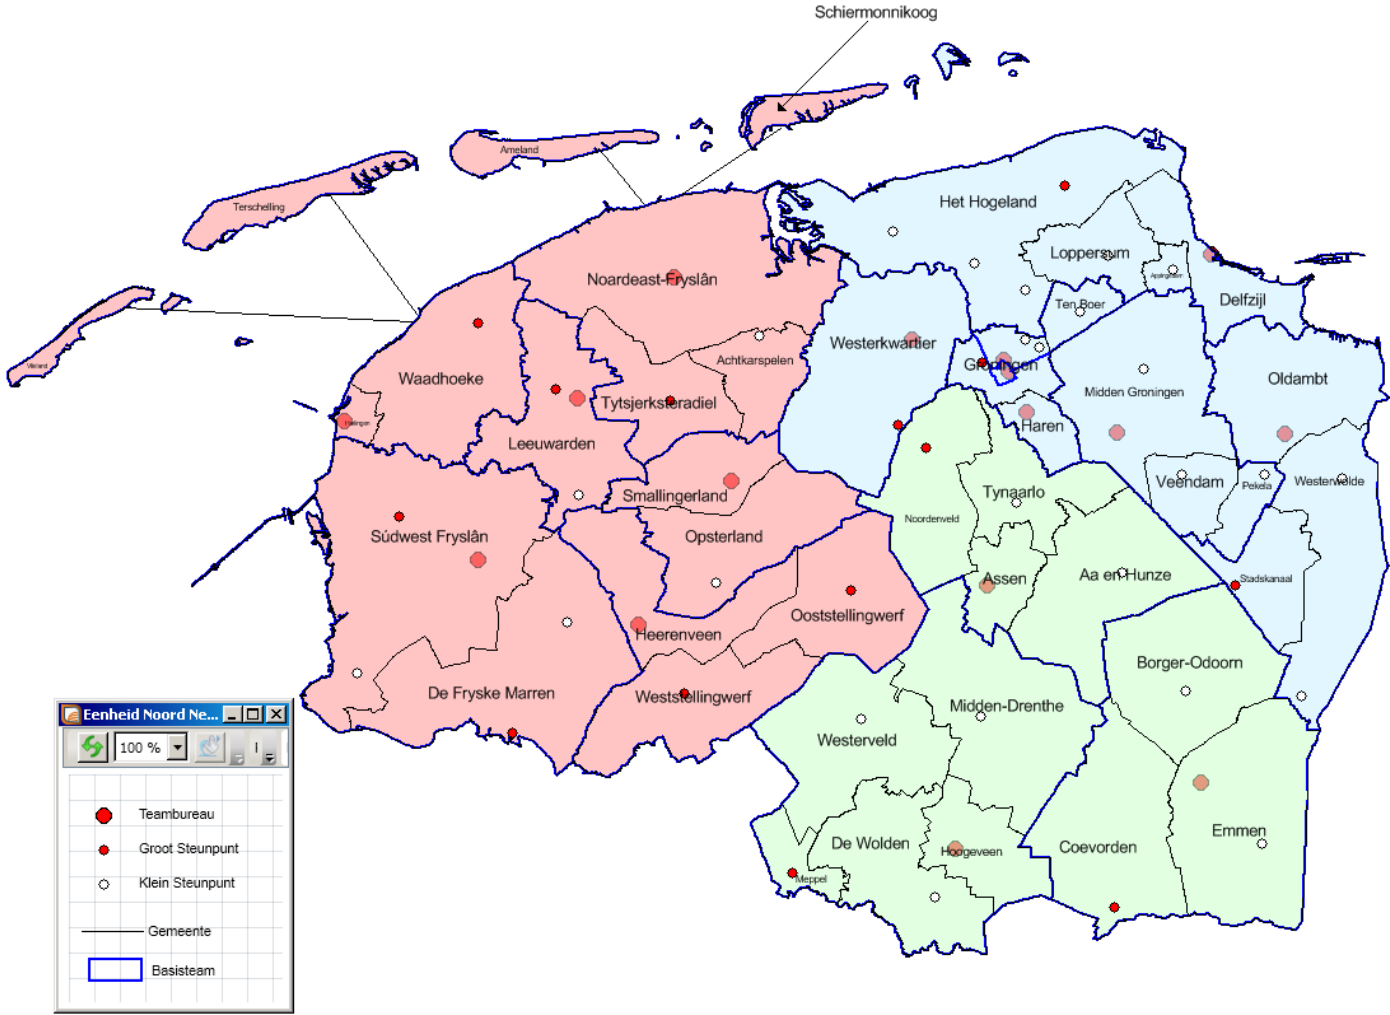 Schiermonnikoog
Ameland
Terschelling
Vlieland
Het Hogeland
Loppersum
Appingedam
Noardeast-Fryslân
Ten Boer
Delfzijl
Westerkwartier
Achtkarspelen
Groningen
Waadhoeke
Oldambt
Midden Groningen
Tytsjerksteradiel
Harlingen
Haren
Leeuwarden
Veendam
Pekela
Westerwolde
Smallingerland
Tynaarlo
Noordenveld
Súdwest Fryslân
Opsterland
Assen
Aa en Hunze
Stadskanaal
Ooststellingwerf
Heerenveen
Borger-Odoorn
De Fryske Marren
Weststellingwerf
Midden-Drenthe
Westerveld
Emmen
De Wolden
Hoogeveen
Coevorden
Meppel
Eenheid Noord Ne...
100 %
Teambureau
Groot Steunpunt
Klein Steunpunt
Gemeente
Basisteam